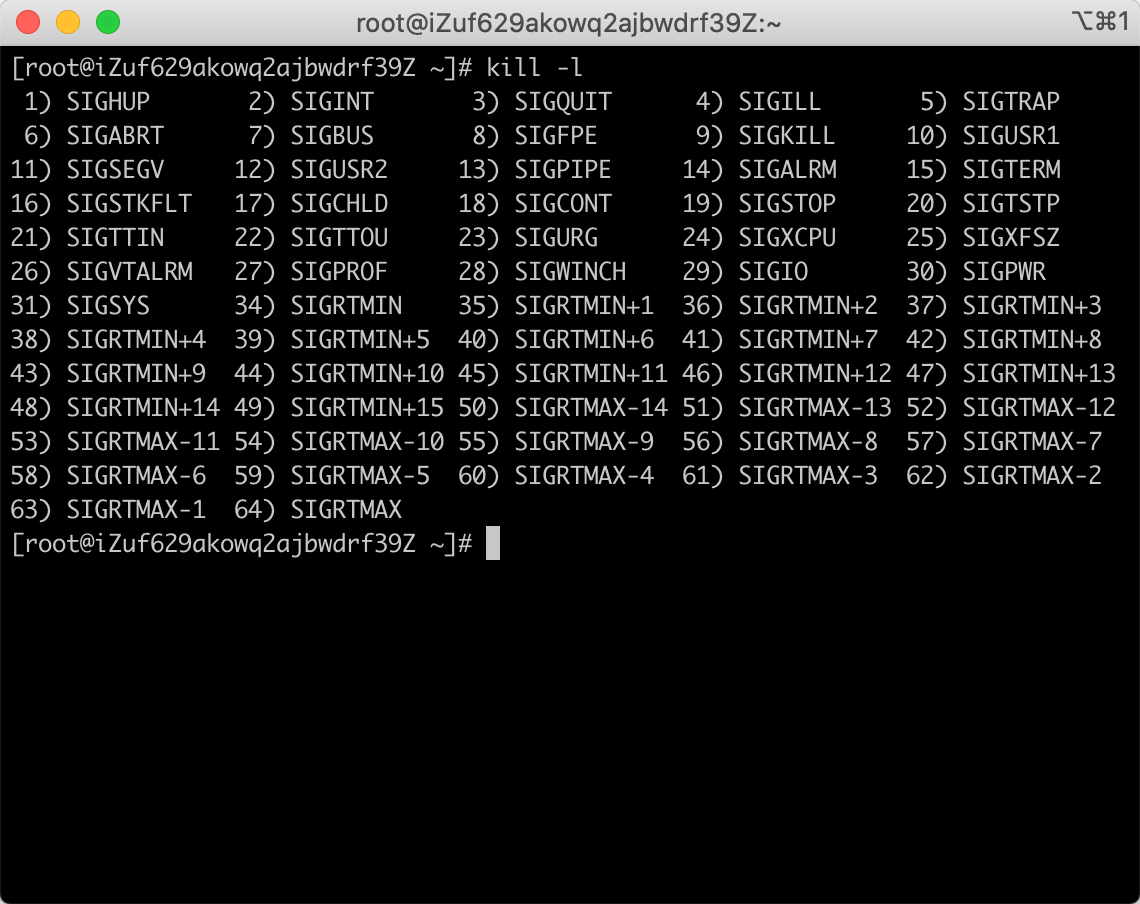 root@iZuf629akowq2ajbwdrf39Z:~ ⌥⌘1
[root@iZuf629akowq2ajbwdrf39Z ~]# kill -l
 1) SIGHUP       2) SIGINT       3) SIGQUIT      4) SIGILL       5) SIGTRAP
 6) SIGABRT      7) SIGBUS       8) SIGFPE       9) SIGKILL     10) SIGUSR1
11) SIGSEGV     12) SIGUSR2     13) SIGPIPE     14) SIGALRM     15) SIGTERM
16) SIGSTKFLT   17) SIGCHLD     18) SIGCONT     19) SIGSTOP     20) SIGTSTP
21) SIGTTIN     22) SIGTTOU     23) SIGURG      24) SIGXCPU     25) SIGXFSZ
26) SIGVTALRM   27) SIGPROF     28) SIGWINCH    29) SIGIO       30) SIGPWR
31) SIGSYS      34) SIGRTMIN    35) SIGRTMIN+1  36) SIGRTMIN+2  37) SIGRTMIN+3
38) SIGRTMIN+4  39) SIGRTMIN+5  40) SIGRTMIN+6  41) SIGRTMIN+7  42) SIGRTMIN+8
43) SIGRTMIN+9  44) SIGRTMIN+10 45) SIGRTMIN+11 46) SIGRTMIN+12 47) SIGRTMIN+13
48) SIGRTMIN+14 49) SIGRTMIN+15 50) SIGRTMAX-14 51) SIGRTMAX-13 52) SIGRTMAX-12
53) SIGRTMAX-11 54) SIGRTMAX-10 55) SIGRTMAX-9  56) SIGRTMAX-8  57) SIGRTMAX-7
58) SIGRTMAX-6  59) SIGRTMAX-5  60) SIGRTMAX-4  61) SIGRTMAX-3  62) SIGRTMAX-2
63) SIGRTMAX-1  64) SIGRTMAX
[root@iZuf629akowq2ajbwdrf39Z ~]#